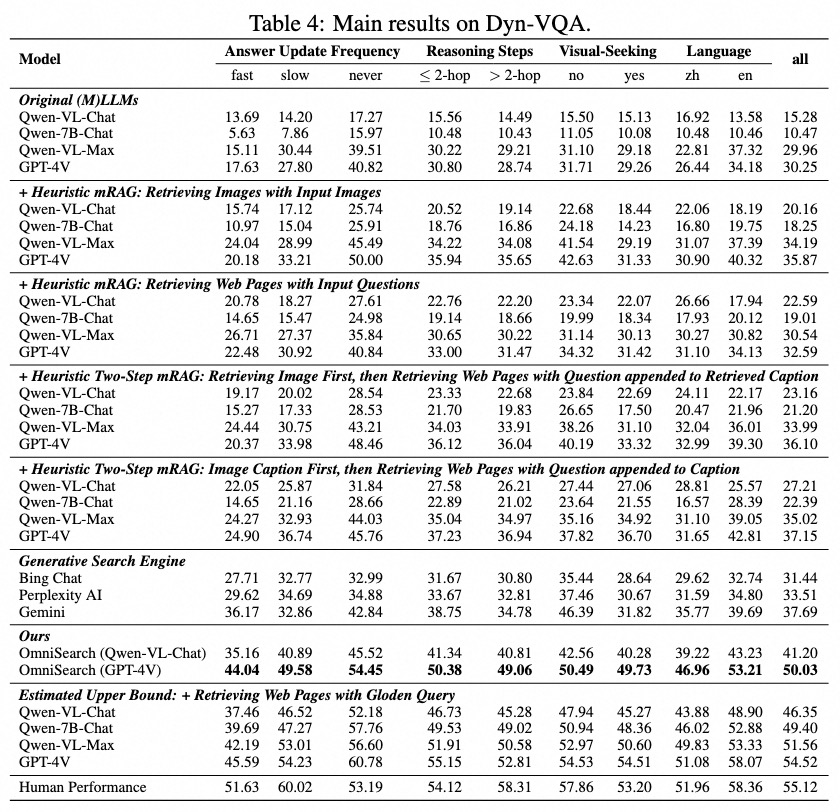 Table 4: Main results on Dyn-VQA.
Model Answer Update Frequency Reasoning Steps Visual-Seeking Language all
fast slow never ≤ 2-hop > 2-hop no yes zh en
Original (M)LLMs
Qwen-VL-Chat 13.69 14.20 17.27 15.56 14.49 15.50 15.13 16.92 13.58 15.28
Qwen-7B-Chat 5.63 7.86 15.97 10.48 10.43 11.05 10.08 10.48 10.46 10.47
Qwen-VL-Max 15.11 30.44 39.51 30.22 29.21 31.10 29.18 22.81 37.32 29.96
GPT-4V 17.63 27.80 40.82 30.80 28.74 31.71 29.26 26.44 34.18 30.25
+ Heuristic mRAG: Retrieving Images with Input Images
Qwen-VL-Chat 15.74 17.12 25.74 20.52 19.14 22.68 18.44 22.06 18.19 20.16
Qwen-7B-Chat 10.97 15.04 25.91 18.76 16.86 24.18 14.23 16.80 19.75 18.25
Qwen-VL-Max 24.04 28.99 45.49 34.22 34.08 41.54 29.19 31.07 37.39 34.19
GPT-4V 20.18 33.21 50.00 35.94 35.65 42.63 31.33 30.90 40.32 35.87
+ Heuristic mRAG: Retrieving Web Pages with Input Questions
Qwen-VL-Chat 20.78 18.27 27.61 22.76 22.20 23.34 22.07 26.66 17.94 22.59
Qwen-7B-Chat 14.65 15.47 24.98 19.14 18.66 19.99 18.34 17.93 20.12 19.01
Qwen-VL-Max 26.71 27.37 35.84 30.65 30.22 31.14 30.13 30.27 30.82 30.54
GPT-4V 22.48 30.92 40.84 33.00 31.47 34.32 31.42 31.10 34.13 32.59
+ Heuristic Two-Step mRAG: Retrieving Image First, then Retrieving Web Pages with Question appended to Retrieved Caption
Qwen-VL-Chat 19.17 20.02 28.54 23.33 22.68 23.84 22.69 24.11 22.17 23.16
Qwen-7B-Chat 15.27 17.33 28.53 21.70 19.83 26.65 17.50 20.47 21.96 21.20
Qwen-VL-Max 24.44 30.75 43.21 34.03 33.91 38.26 31.10 32.04 36.01 33.99
GPT-4V 20.37 33.98 48.46 36.12 36.04 40.19 33.32 32.99 39.30 36.10
+ Heuristic Two-Step mRAG: Image Caption First, then Retrieving Web Pages with Question appended to Caption
Qwen-VL-Chat 22.05 25.87 31.84 27.58 26.21 27.44 27.06 28.81 25.57 27.21
Qwen-7B-Chat 14.65 21.16 28.66 22.89 21.02 23.64 21.55 16.57 28.39 22.39
Qwen-VL-Max 24.27 32.93 44.03 35.04 34.97 35.16 34.92 31.10 39.05 35.02
GPT-4V 24.90 36.74 45.76 37.23 36.94 37.82 36.70 31.65 42.81 37.15
Generative Search Engine
Bing Chat 27.71 32.77 32.99 31.67 30.80 35.44 28.64 29.62 32.74 31.44
Perplexity AI 29.62 34.69 34.88 33.67 32.81 37.46 30.67 31.59 34.80 33.51
Gemini 36.17 32.86 42.84 38.75 34.78 46.39 31.82 35.77 39.69 37.69
Ours
OmniSearch (Qwen-VL-Chat) 35.16 40.89 45.52 41.34 40.81 42.56 40.28 39.22 43.23 41.20
OmniSearch (GPT-4V) 44.04 49.58 54.45 50.38 49.06 50.49 49.73 46.96 53.21 50.03
Estimated Upper Bound: + Retrieving Web Pages with Gloden Query
Qwen-VL-Chat 37.46 46.52 52.18 46.73 45.28 47.94 45.27 43.88 48.90 46.35
Qwen-7B-Chat 39.69 47.27 57.76 49.53 49.02 50.94 48.36 46.02 52.88 49.40
Qwen-VL-Max 42.19 53.01 56.60 51.91 50.58 52.97 50.60 49.83 53.33 51.56
GPT-4V 45.59 54.23 60.78 55.15 52.81 54.53 54.51 51.08 58.07 54.52
Human Performance 51.63 60.02 53.19 54.12 58.31 57.86 53.20 51.96 58.36 55.12